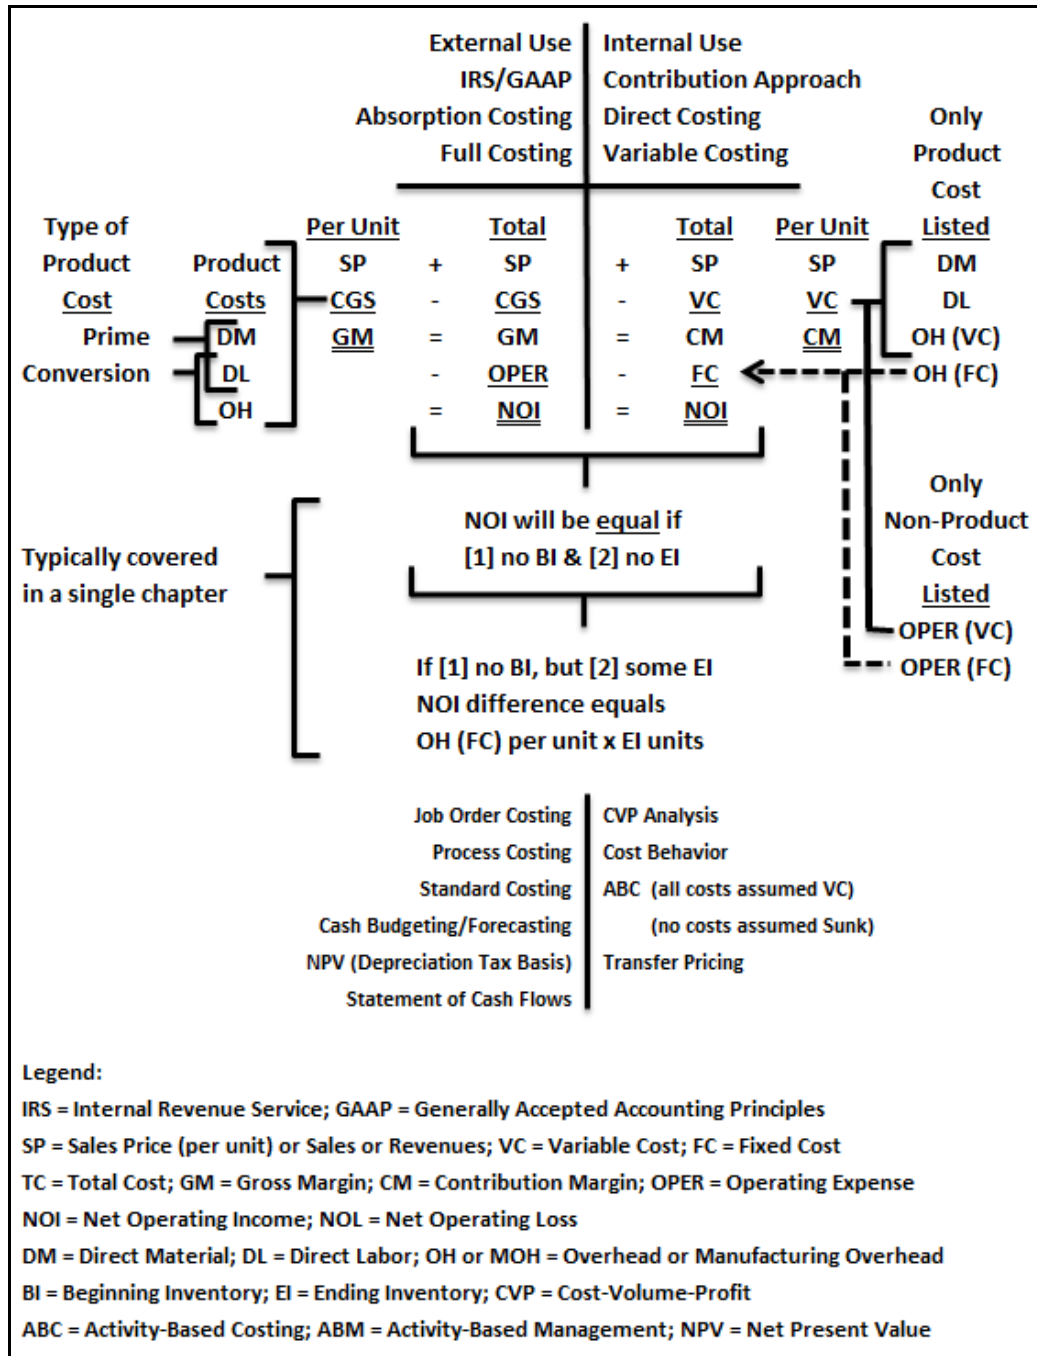 External Use Internal Use
IRS/GAAP Contribution Approach
Absorption Costing Direct Costing Only
Full Costing Variable Costing Product
Cost
Type of Per Unit Total Total Per Unit Listed
Product Product SP + SP + SP SP DM
Cost Costs CGS - CGS - VC VC DL
Prime DM GM = GM = CM CM OH (VC)
Conversion DL - OPER - FC OH (FC)
OH = NOI = NOI
Only
NOI will be equal if Non-Product
Typically covered [1] no BI & [2] no EI Cost
in a single chapter Listed
OPER (VC)
If [1] no BI, but [2] some EI OPER (FC)
NOI difference equals
OH (FC) per unit x EI units
Job Order Costing CVP Analysis
Process Costing Cost Behavior
Standard Costing ABC (all costs assumed VC)
Cash Budgeting/Forecasting (no costs assumed Sunk)
NPV (Depreciation Tax Basis) Transfer Pricing
Statement of Cash Flows
Legend:
IRS = Internal Revenue Service; GAAP = Generally Accepted Accounting Principles
SP = Sales Price (per unit) or Sales or Revenues; VC = Variable Cost; FC = Fixed Cost
TC = Total Cost; GM = Gross Margin; CM = Contribution Margin; OPER = Operating Expense
NOI = Net Operating Income; NOL = Net Operating Loss
DM = Direct Material; DL = Direct Labor; OH or MOH = Overhead or Manufacturing Overhead
BI = Beginning Inventory; EI = Ending Inventory; CVP = Cost-Volume-Profit
ABC = Activity-Based Costing; ABM = Activity-Based Management; NPV = Net Present Value